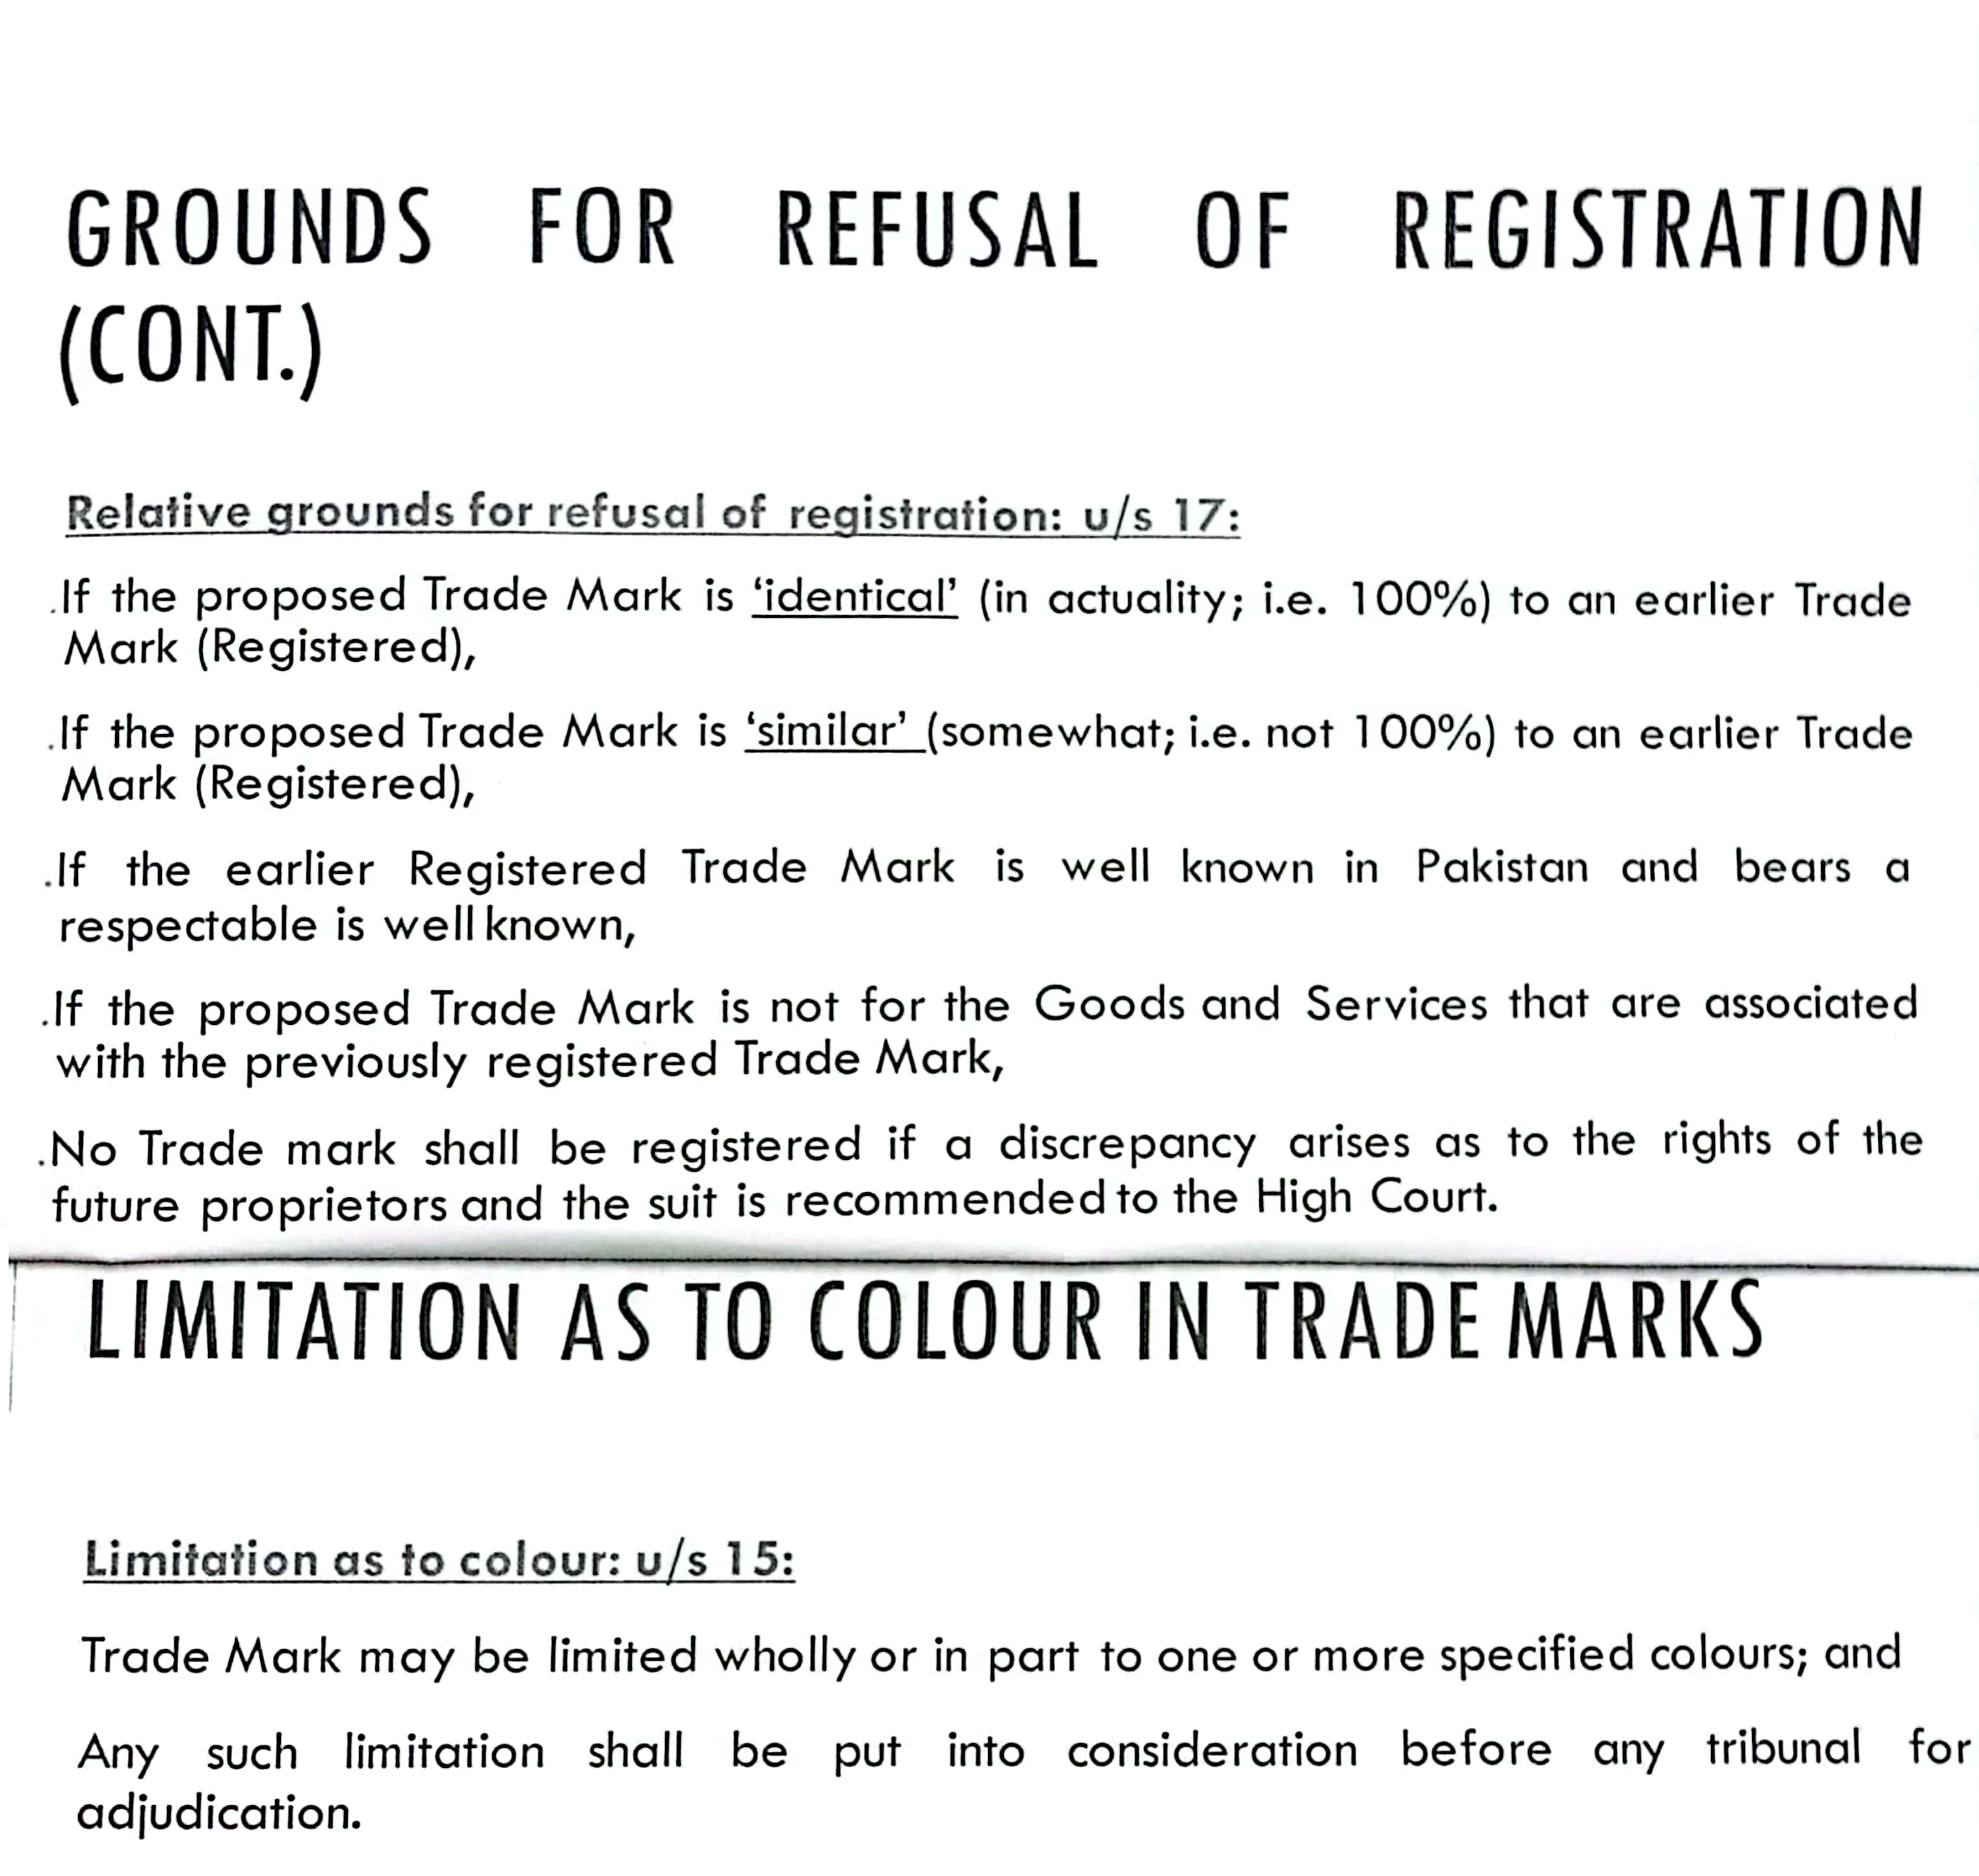 GROUNDS FOR REFUSAL OF REGISTRATION
(CONT.)
Relative grounds for refusal of registration: u/s 17:
.If the proposed Trade Mark is ‘identical’ (in actuality; i.e. 100%) to an earlier Trade
Mark (Registered),
.If the proposed Trade Mark is ‘similar’ (somewhat; i.e. not 100%) to an earlier Trade
Mark (Registered),
.If the earlier Registered Trade Mark is well known in Pakistan and bears a
respectable is well known,
.If the proposed Trade Mark is not for the Goods and Services that are associated
with the previously registered Trade Mark,
.No Trade mark shall be registered if a discrepancy arises as to the rights of the
future proprietors and the suit is recommended to the High Court.
LIMITATION AS TO COLOUR IN TRADE MARKS
Limitation as to colour: u/s 15:
Trade Mark may be limited wholly or in part to one or more specified colours; and
Any such limitation shall be put into consideration before any tribunal for
adjudication.